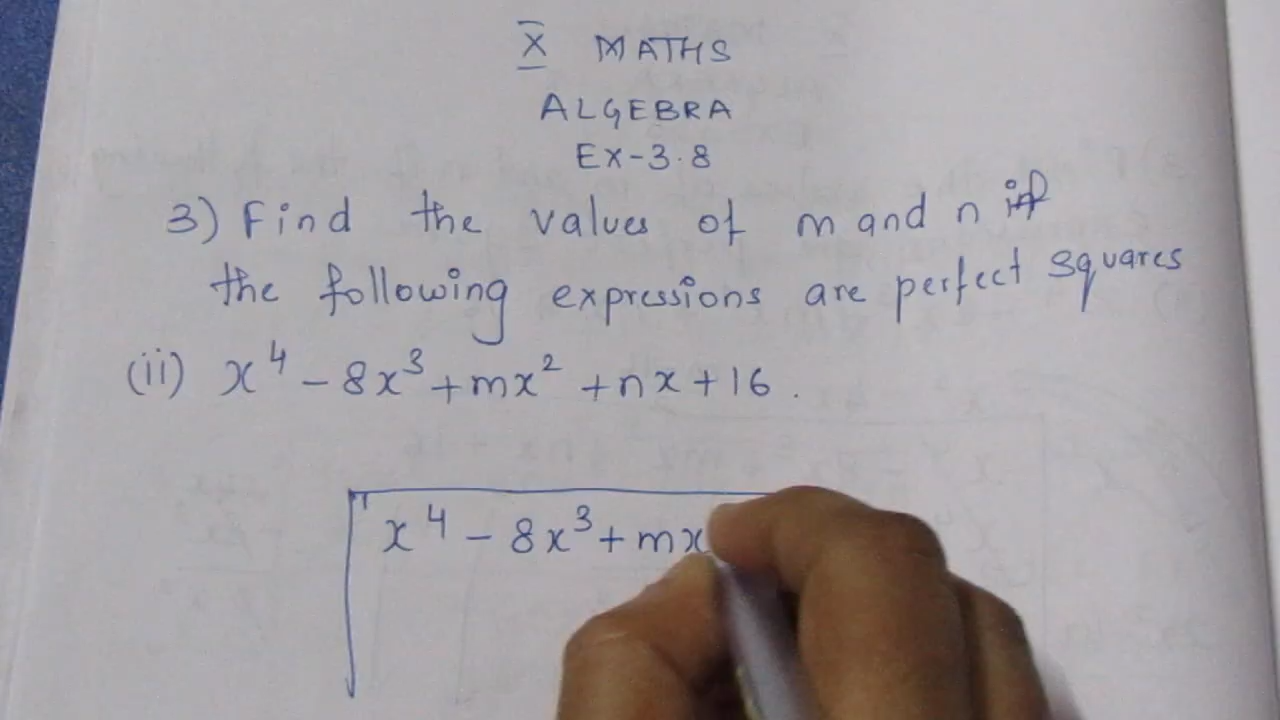 X MATHS
ALGEBRA
EX-3.8
3) Find the values of m and n if
the following expressions are perfect squares
(ii) x⁴ - 8x³ + mx² + nx + 16.
x⁴ - 8x³ + mx